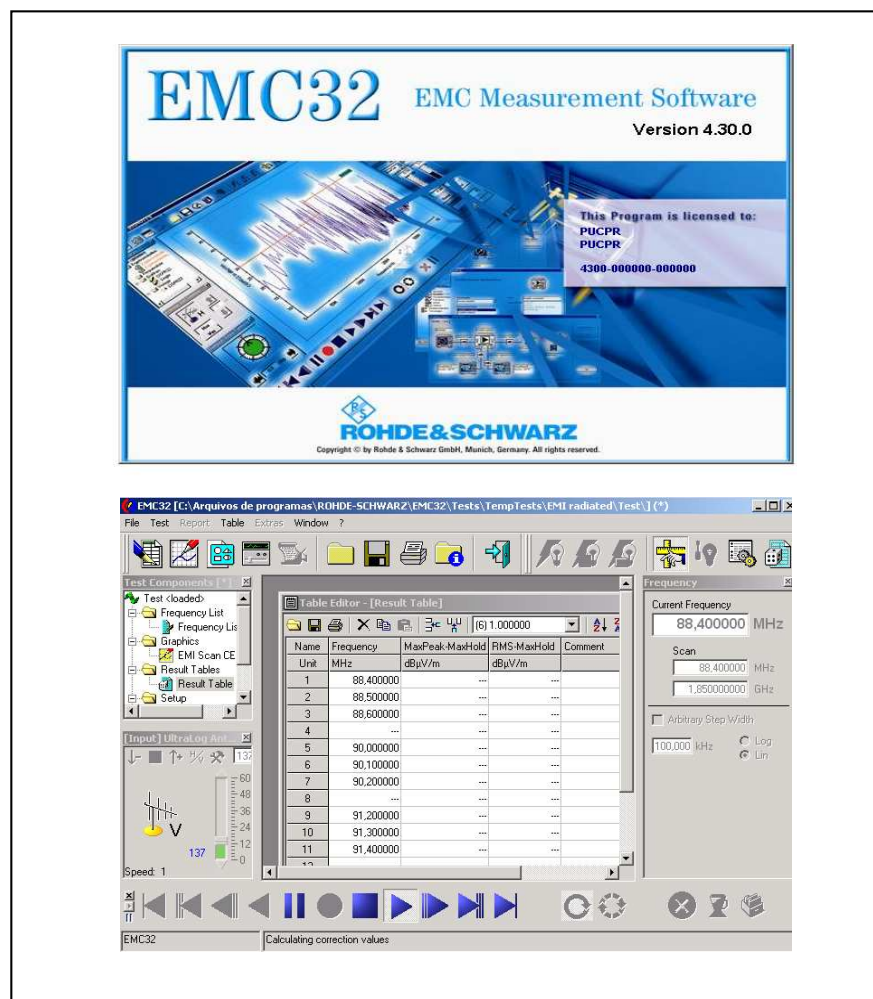 EMC32 EMC Measurement Software
Version 4.30.0
This Program is licensed to:
PUCPR
PUCPR
4300-000000-000000
ROHDE&SCHWARZ
Copyright © by Rohde & Schwarz GmbH, Munich, Germany. All rights reserved.
EMC32 [C:\Arquivos de programas\ROHDE-SCHWARZ\EMC32\Tests\TempTests\EMI radiated\Test\] (*)
File Test Report Table Extras Window ?
Test Components [*]
Test <loaded>
Frequency List
Frequency Lis
Graphics
EMI Scan CE
Result Tables
Result Table
Setup
[Input] UltraLog Ant...
137
60
48
36
24
12
0
V
137
Speed: 1
Table Editor - [Result Table]
(6) 1.000000
Name Frequency MaxPeak-MaxHold RMS-MaxHold Comment
Unit MHz dBµV/m dBµV/m
1 88,400000 --- ---
2 88,500000 --- ---
3 88,600000 --- ---
4 --- --- ---
5 90,000000 --- ---
6 90,100000 --- ---
7 90,200000 --- ---
8 --- --- ---
9 91,200000 --- ---
10 91,300000 --- ---
11 91,400000 --- ---
Frequency
Current Frequency
88,400000 MHz
Scan
88,400000 MHz
1,850000000 GHz
Arbitrary Step Width
100,000 kHz
Log
Lin
EMC32 Calculating correction values